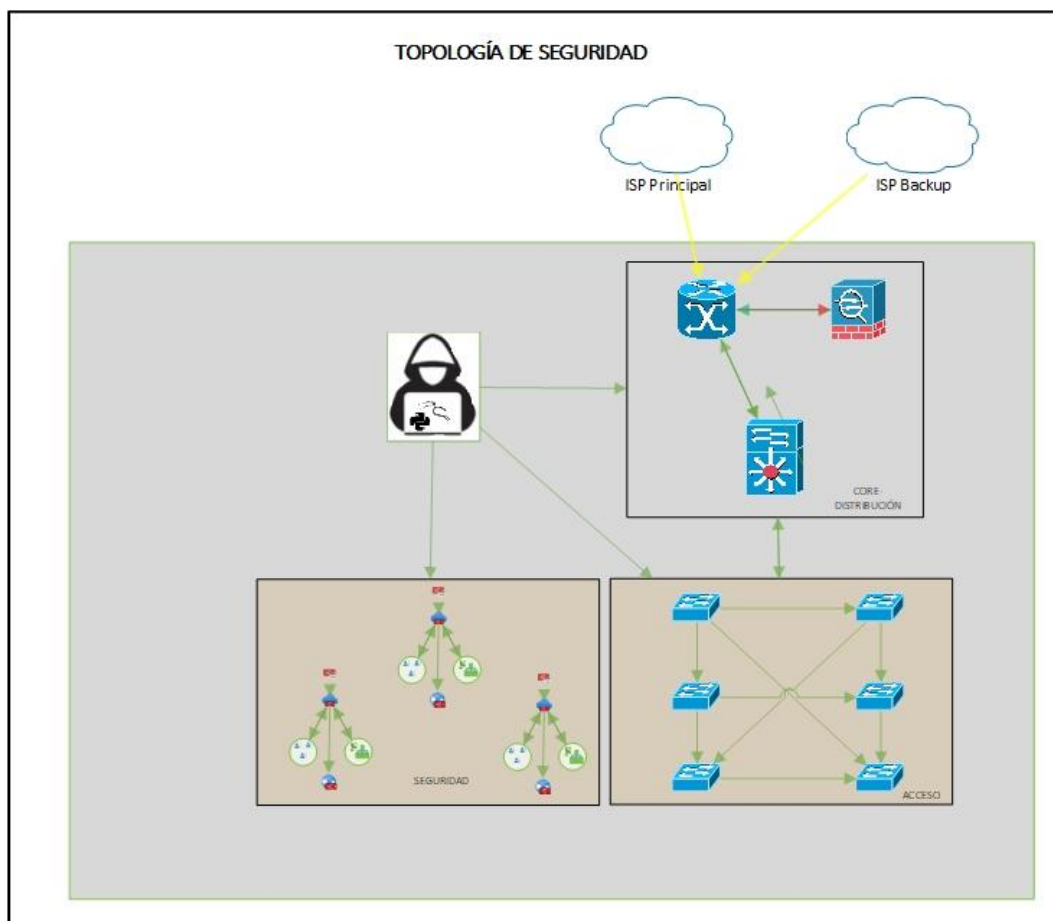 TOPOLOGÍA DE SEGURIDAD
ISP Principal
ISP Backup
CORE
DISTRIBUCIÓN
SEGURIDAD
ACCESO